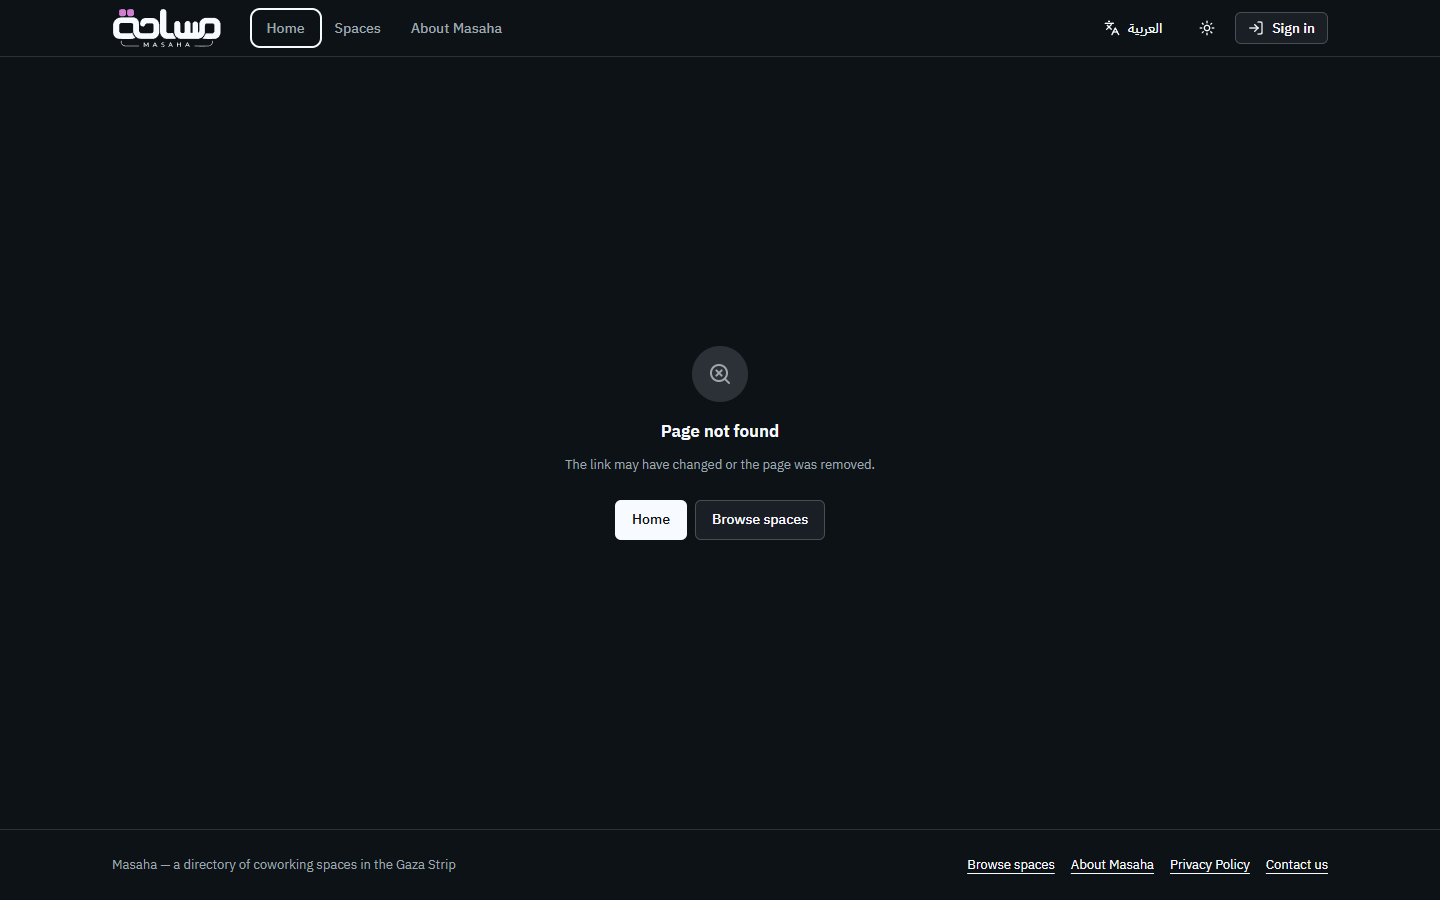 مساحة
MASAHA
Home
Spaces
About Masaha
العربية
Sign in
Page not found
The link may have changed or the page was removed.
Home
Browse spaces
Masaha — a directory of coworking spaces in the Gaza Strip
Browse spaces
About Masaha
Privacy Policy
Contact us